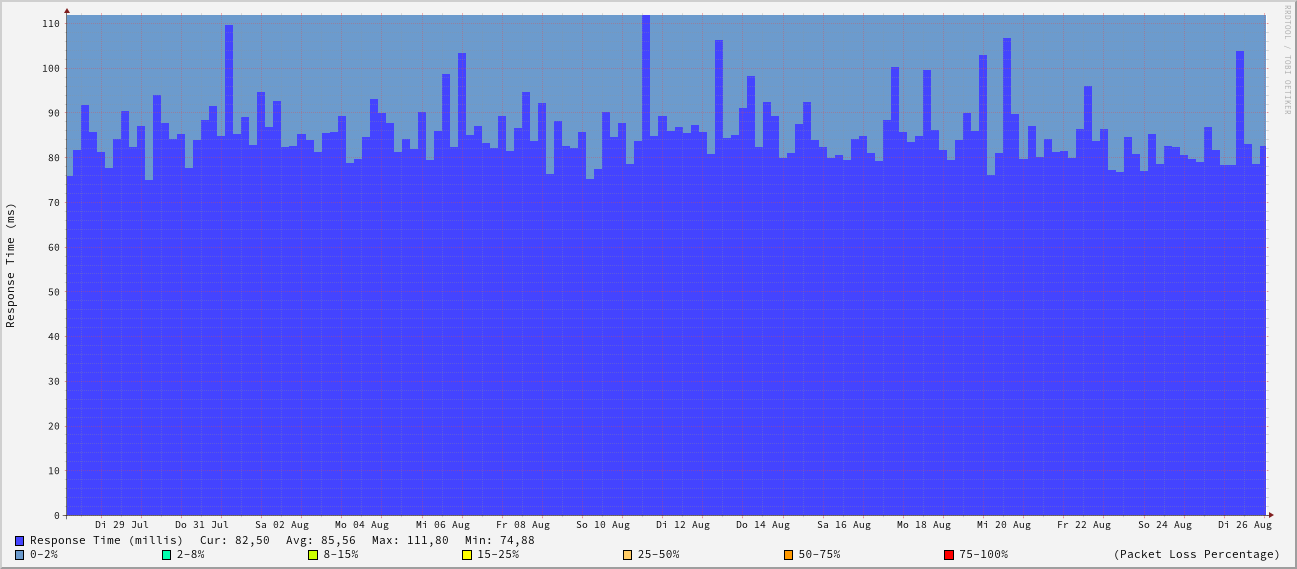 RRDTOOL / TOBI OETIKER
Response Time (ms)
110
100
90
80
70
60
50
40
30
20
10
0
Di 29 Jul Do 31 Jul Sa 02 Aug Mo 04 Aug Mi 06 Aug Fr 08 Aug So 10 Aug Di 12 Aug Do 14 Aug Sa 16 Aug Mo 18 Aug Mi 20 Aug Fr 22 Aug So 24 Aug Di 26 Aug
Response Time (millis) Cur: 82,50 Avg: 85,56 Max: 111,80 Min: 74,88
0-2% 2-8% 8-15% 15-25% 25-50% 50-75% 75-100% (Packet Loss Percentage)